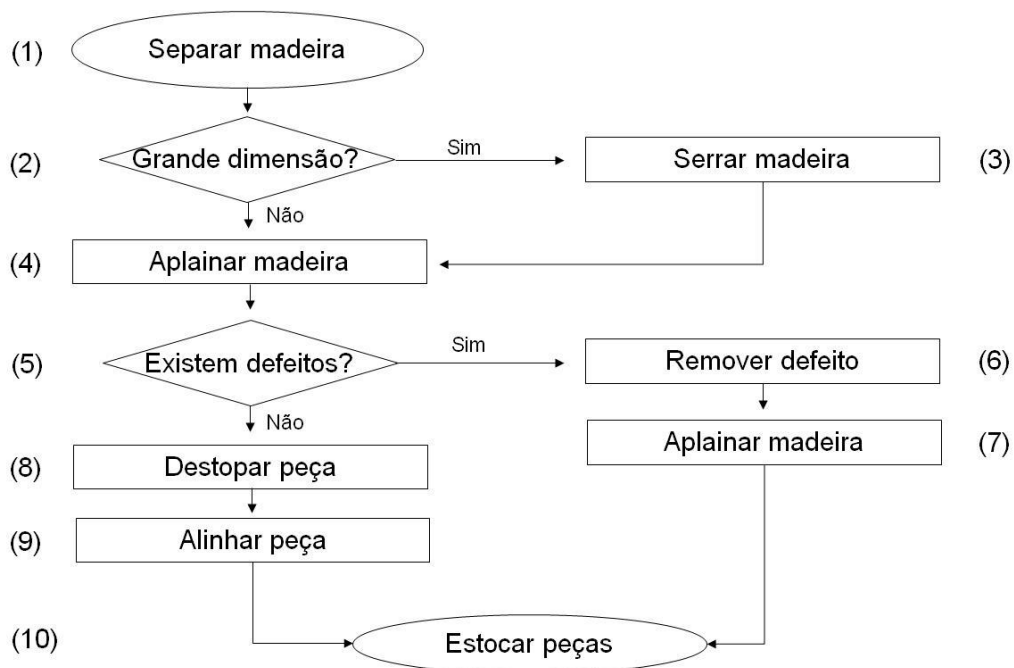 (1) Separar madeira
(2) Grande dimensão? Sim Serrar madeira (3)
Não
(4) Aplainar madeira
(5) Existem defeitos? Sim Remover defeito (6)
Não
Aplainar madeira (7)
(8) Destopar peça
(9) Alinhar peça
(10) Estocar peças